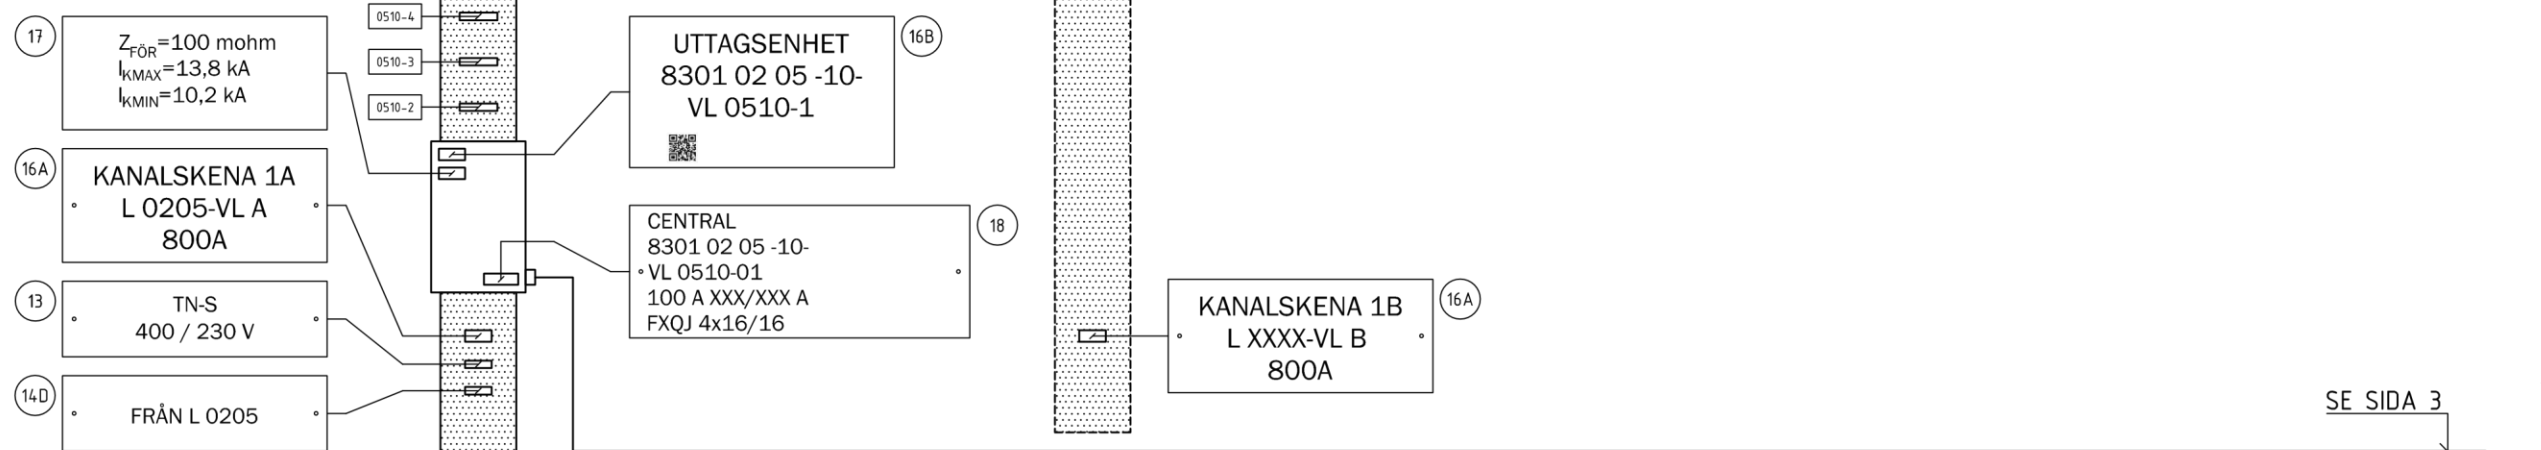 17
Z_FÖR=100 mohm
I_KMAX=13,8 kA
I_KMIN=10,2 kA
0510-4
0510-3
0510-2
UTTAGSENHET
8301 02 05 -10-
VL 0510-1
16B
16A
KANALSKENA 1A
L 0205-VL A
800A
CENTRAL
8301 02 05 -10-
VL 0510-01
100 A XXX/XXX A
FXQJ 4x16/16
18
13
TN-S
400 / 230 V
KANALSKENA 1B
L XXXX-VL B
800A
16A
14D
FRÅN L 0205
SE SIDA 3